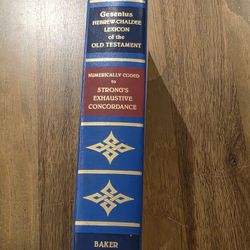 Gesenius
HEBREW-CHALDEE
LEXICON
of the
OLD TESTAMENT
NUMERICALLY CODED
to
STRONG'S
EXHAUSTIVE
CONCORDANCE
BAKER